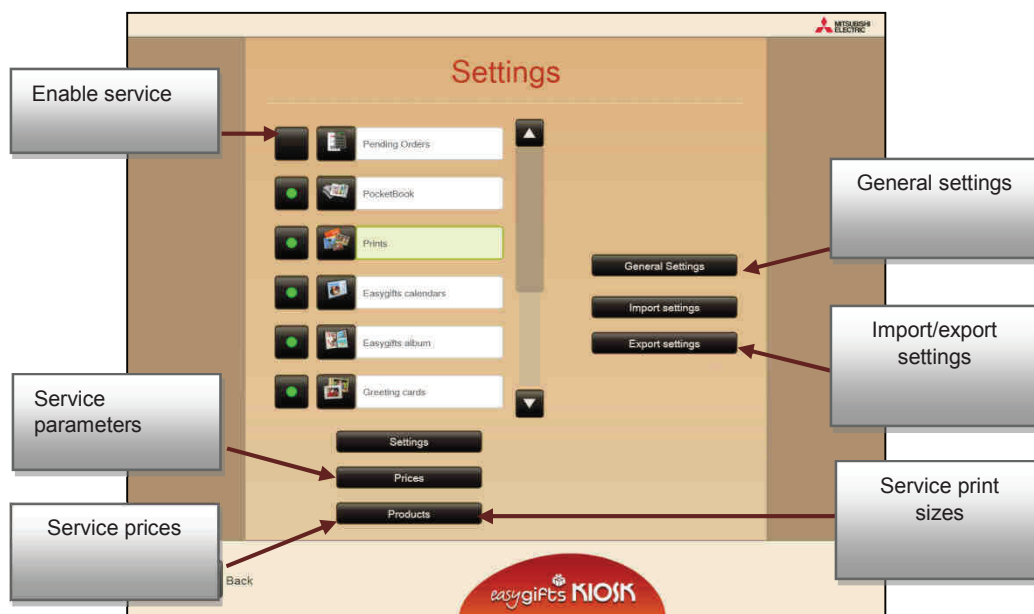 MITSUBISHI
ELECTRIC
Settings
Enable service
Pending Orders
PocketBook
Prints
Easygifts calendars
Easygifts album
Greeting cards
General Settings
Import settings
Export settings
General settings
Import/export
settings
Service
parameters
Settings
Prices
Products
Service prices
Service print
sizes
Back
easygifts KIOSK